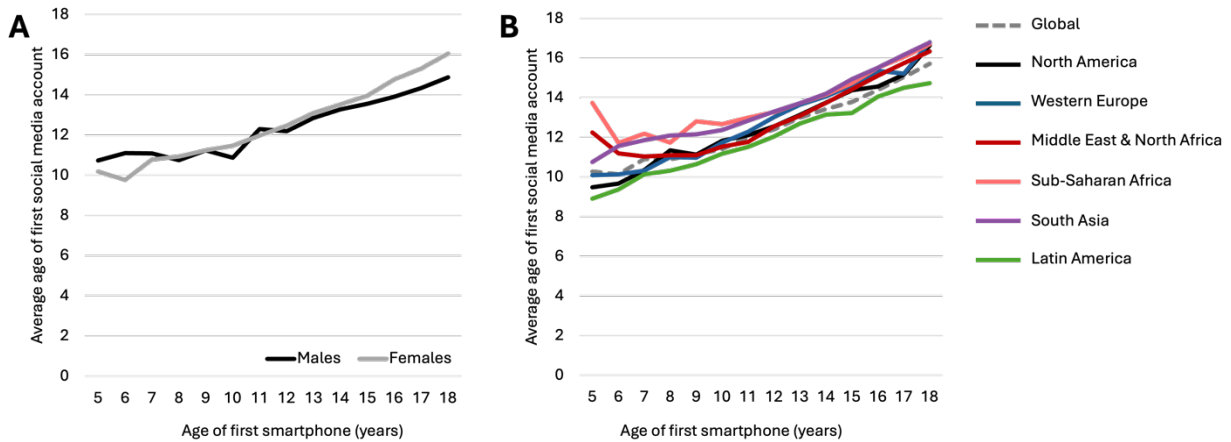 A
Average age of first social media account
18
16
14
12
10
8
6
4
2
0
Males Females
5 6 7 8 9 10 11 12 13 14 15 16 17 18
Age of first smartphone (years)
B
Average age of first social media account
18
16
14
12
10
8
6
4
2
0
5 6 7 8 9 10 11 12 13 14 15 16 17 18
Age of first smartphone (years)
Global
North America
Western Europe
Middle East & North Africa
Sub-Saharan Africa
South Asia
Latin America